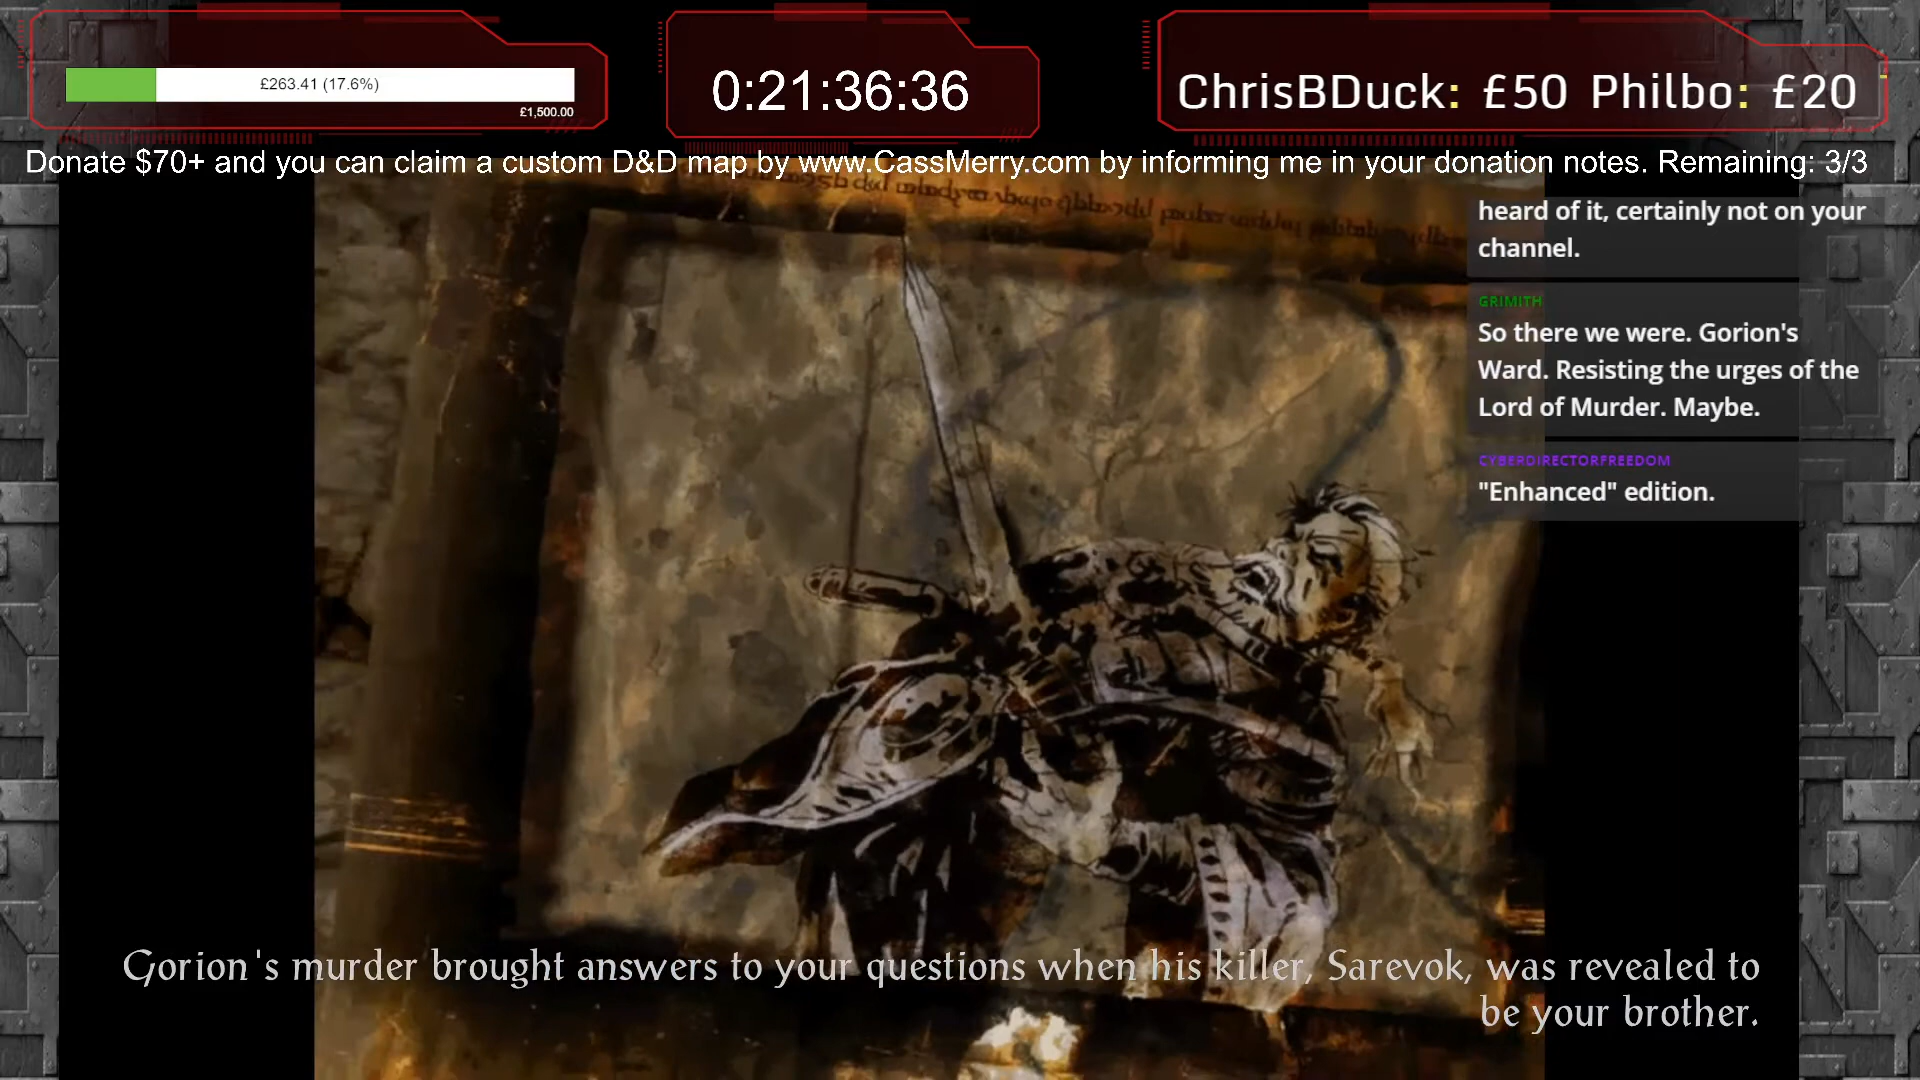 £263.41 (17.6%)
£1,500.00
0:21:36:36
ChrisBDuck: £50 Philbo: £20
Donate $70+ and you can claim a custom D&D map by www.CassMerry.com by informing me in your donation notes. Remaining: 3/3
heard of it, certainly not on your
channel.
GRIMITH
So there we were. Gorion's
Ward. Resisting the urges of the
Lord of Murder. Maybe.
CYBERDIRECTORFREEDOM
"Enhanced" edition.
Gorion's murder brought answers to your questions when his killer, Sarevok, was revealed to
be your brother.